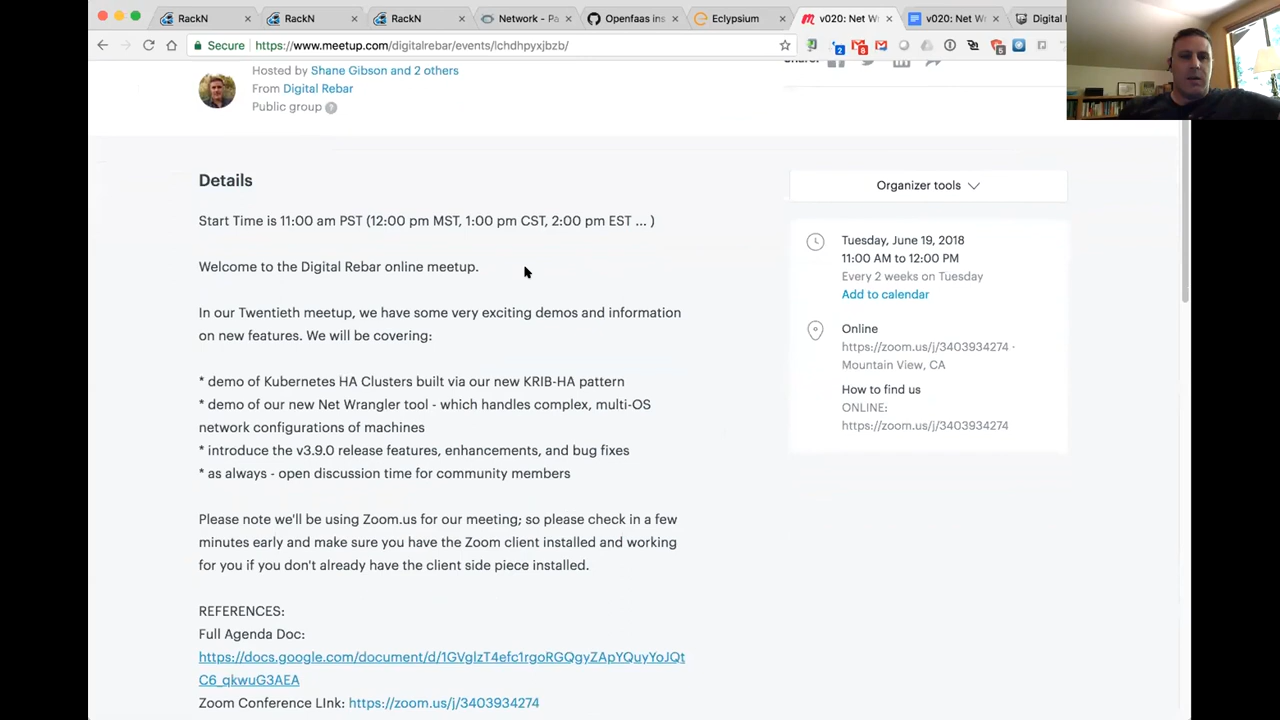 RackN
RackN
RackN
Network - Pa
Openfaas ins
Eclypsium
v020: Net W
v020: Net W
Digital
Secure
https://www.meetup.com/digitalrebar/events/lchdhpyxjbzb/
Hosted by Shane Gibson and 2 others
From Digital Rebar
Public group ?
Details
Start Time is 11:00 am PST (12:00 pm MST, 1:00 pm CST, 2:00 pm EST ... )
Welcome to the Digital Rebar online meetup.
In our Twentieth meetup, we have some very exciting demos and information
on new features. We will be covering:
* demo of Kubernetes HA Clusters built via our new KRIB-HA pattern
* demo of our new Net Wrangler tool - which handles complex, multi-OS
network configurations of machines
* introduce the v3.9.0 release features, enhancements, and bug fixes
* as always - open discussion time for community members
Please note we'll be using Zoom.us for our meeting; so please check in a few
minutes early and make sure you have the Zoom client installed and working
for you if you don't already have the client side piece installed.
REFERENCES:
Full Agenda Doc:
https://docs.google.com/document/d/1GVglzT4efc1rgoRGQgyZApYQuyYoJQt
C6_qkwuG3AEA
Zoom Conference LInk: https://zoom.us/j/3403934274
Organizer tools
Tuesday, June 19, 2018
11:00 AM to 12:00 PM
Every 2 weeks on Tuesday
Add to calendar
Online
https://zoom.us/j/3403934274 ·
Mountain View, CA
How to find us
ONLINE:
https://zoom.us/j/3403934274